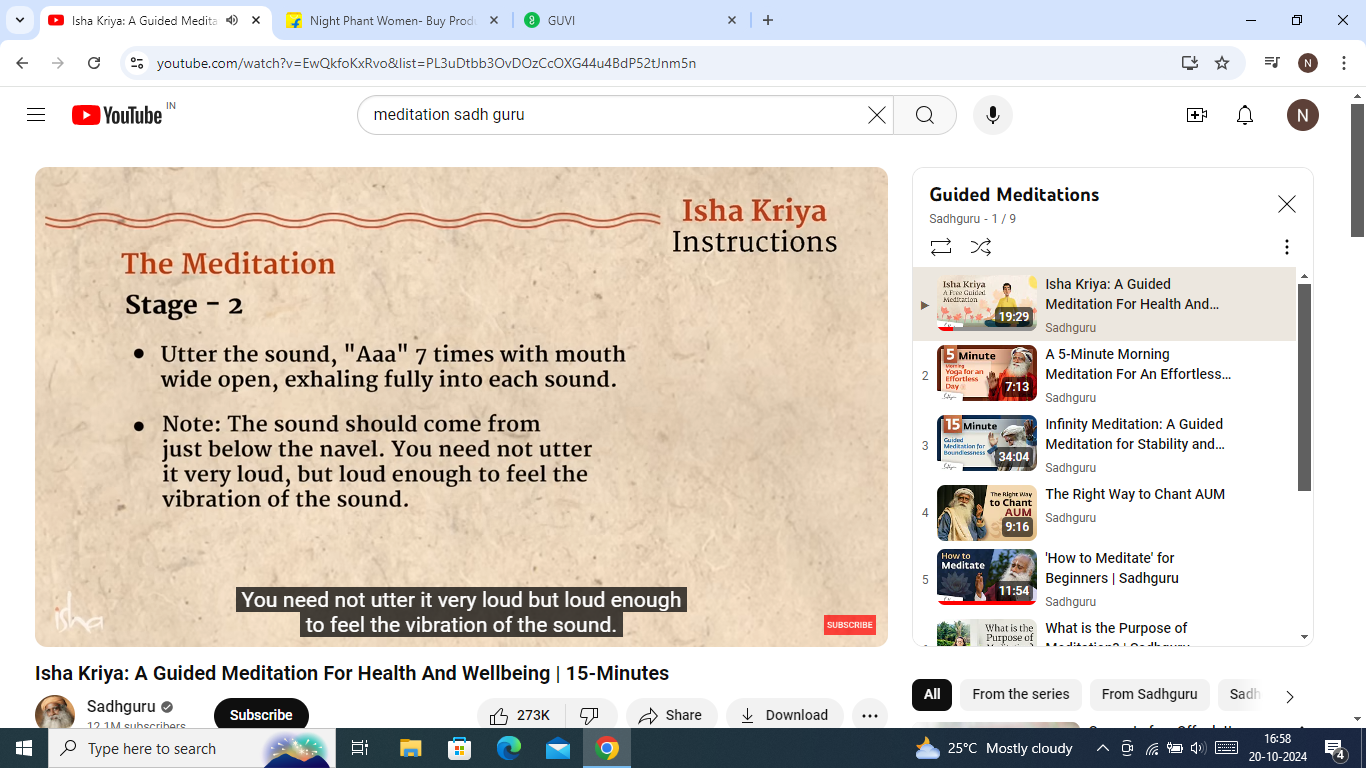 Isha Kriya: A Guided Medita
Night Phant Women- Buy Prod
GUVI
youtube.com/watch?v=EwQkfoKxRvo&list=PL3uDtbb3OvDOzCcOXG44u4BdP52tJnm5n
N
YouTube IN
meditation sadh guru
N
Isha Kriya
Instructions
The Meditation
Stage - 2
• Utter the sound, "Aaa" 7 times with mouth
wide open, exhaling fully into each sound.
• Note: The sound should come from
just below the navel. You need not utter
it very loud, but loud enough to feel the
vibration of the sound.
You need not utter it very loud but loud enough
to feel the vibration of the sound.
isha
SUBSCRIBE
Isha Kriya: A Guided Meditation For Health And Wellbeing | 15-Minutes
Sadhguru
12.1M subscribers
Subscribe
273K
Share
Download
Guided Meditations
Sadhguru - 1 / 9
Isha Kriya
A Free Guided
Meditation
19:29
Isha Kriya: A Guided
Meditation For Health And...
Sadhguru
2
5 Minute
Morning
Yoga for an
Effortless
Day
7:13
A 5-Minute Morning
Meditation For An Effortless...
Sadhguru
3
15 Minute
Guided
Meditation for
Boundlessness
34:04
Infinity Meditation: A Guided
Meditation for Stability and...
Sadhguru
4
The Right Way
to Chant
AUM
9:16
The Right Way to Chant AUM
Sadhguru
5
How to
Meditate
11:54
'How to Meditate' for
Beginners | Sadhguru
Sadhguru
What is the
Purpose of
What is the Purpose of
Meditation? | Sadhguru
All
From the series
From Sadhguru
Sadh
Type here to search
25°C Mostly cloudy
16:58
20-10-2024
4